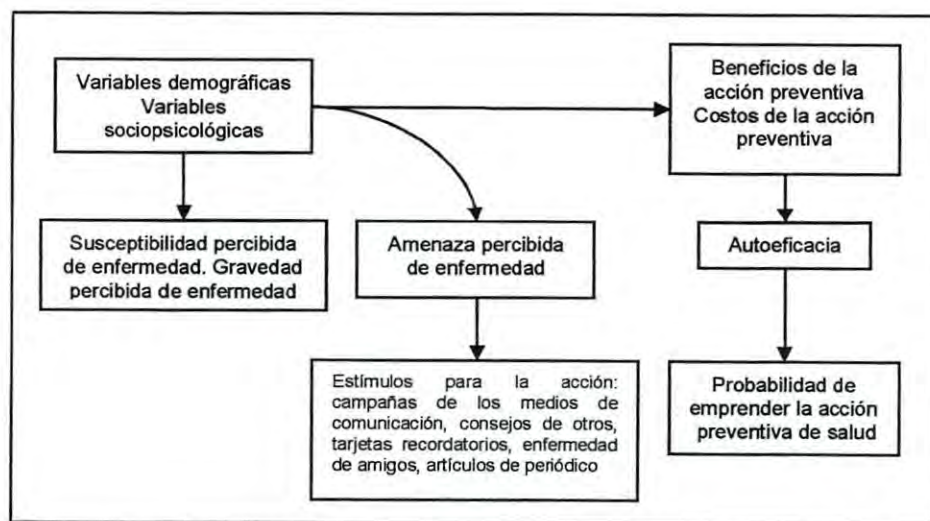 Variables demográficas
Variables
sociopsicológicas
Beneficios de la
acción preventiva
Costos de la acción
preventiva
Susceptibilidad percibida
de enfermedad. Gravedad
percibida de enfermedad
Amenaza percibida
de enfermedad
Autoeficacia
Estímulos para la acción:
campañas de los medios de
comunicación, consejos de otros,
tarjetas recordatorios, enfermedad
de amigos, artículos de periódico
Probabilidad de
emprender la acción
preventiva de salud